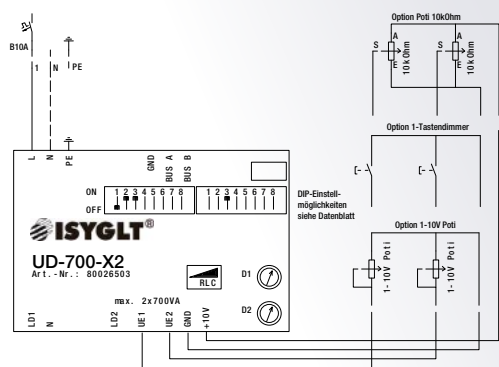 Option Poti 10kOhm
A A
S S
10kOhm 10kOhm
E E
B10A
1 N PE
Option 1-Tastendimmer
L N PE GND BUS A BUS B
ON 1 2 3 4 5 6 7 8 1 2 3 4 5 6 7 8
OFF
DIP-Einstell-
möglichkeiten
siehe Datenblatt
ISYGLT®
Option 1-10V Poti
UD-700-X2
Art.-Nr.: 80026503
1-10V Poti 1-10V Poti
RLC D1
max. 2x700VA
D2
LD1 N LD2 UE1 UE2 GND +10V